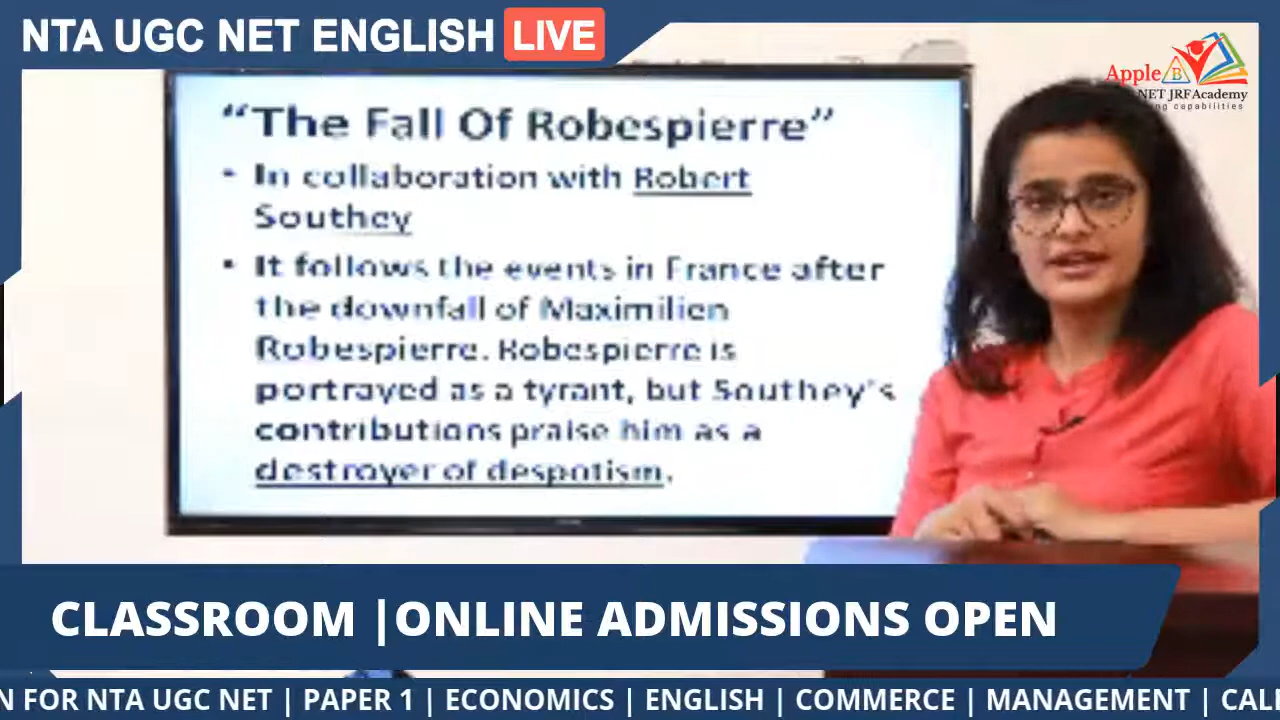 NTA UGC NET ENGLISH LIVE
Apple B
NET JRF Academy
ng capabilities
“The Fall Of Robespierre”
• In collaboration with Robert
Southey
• It follows the events in France after
the downfall of Maximilien
Robespierre. Robespierre is
portrayed as a tyrant, but Southey's
contributions praise him as a
destroyer of despotism.
CLASSROOM |ONLINE ADMISSIONS OPEN
N FOR NTA UGC NET | PAPER 1 | ECONOMICS | ENGLISH | COMMERCE | MANAGEMENT | CALL